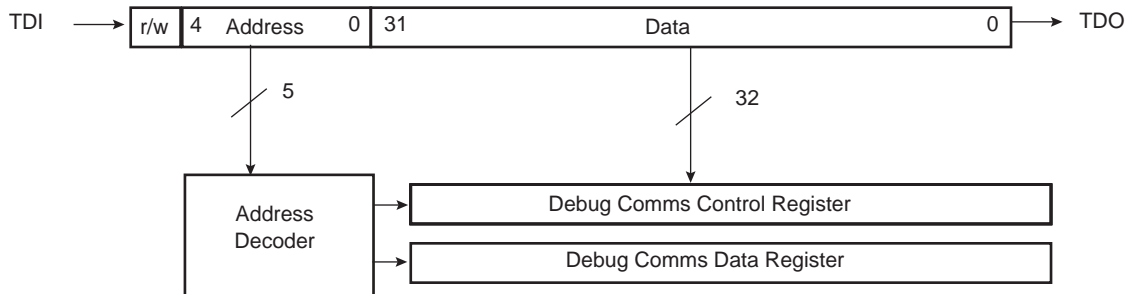 TDI r/w 4 Address 0 31 Data 0 TDO
5
32
Address
Decoder
Debug Comms Control Register
Debug Comms Data Register